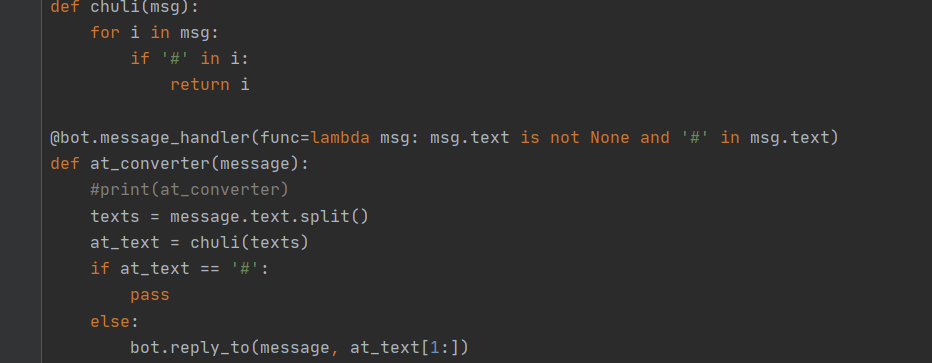 def chuli(msg):
    for i in msg:
        if '#' in i:
            return i
@bot.message_handler(func=lambda msg: msg.text is not None and '#' in msg.text)
def at_converter(message):
    #print(at_converter)
    texts = message.text.split()
    at_text = chuli(texts)
    if at_text == '#':
        pass
    else:
        bot.reply_to(message, at_text[1:])